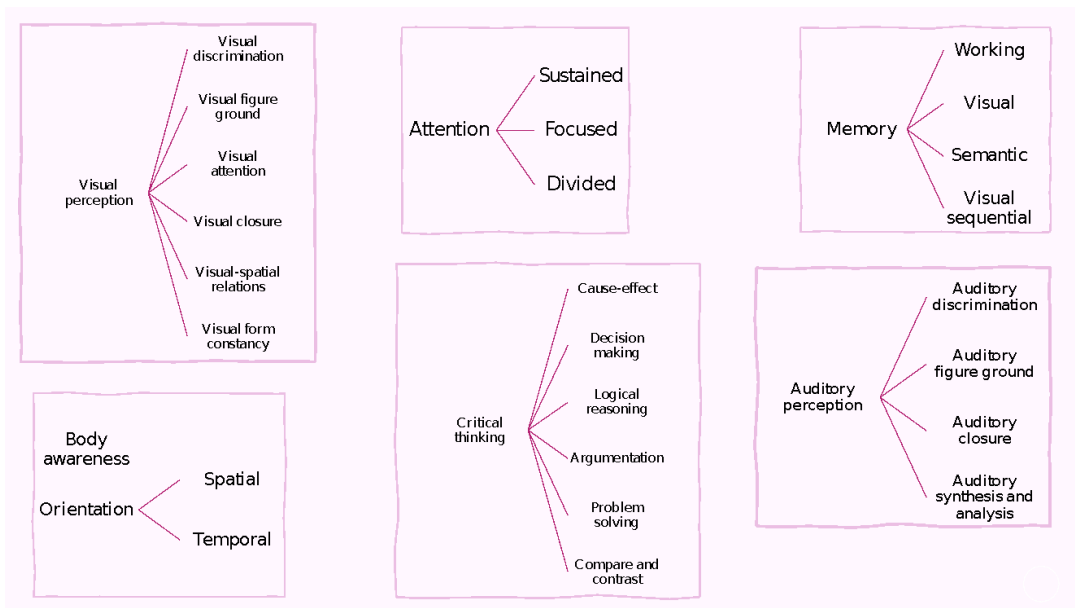 Visual
discrimination
Visual figure
ground
Visual
attention
Visual
perception
Visual closure
Visual-spatial
relations
Visual form
constancy
Attention
Sustained
Focused
Divided
Memory
Working
Visual
Semantic
Visual
sequential
Body
awareness
Orientation
Spatial
Temporal
Critical
thinking
Cause-effect
Decision
making
Logical
reasoning
Argumentation
Problem
solving
Compare and
contrast
Auditory
perception
Auditory
discrimination
Auditory
figure ground
Auditory
closure
Auditory
synthesis and
analysis